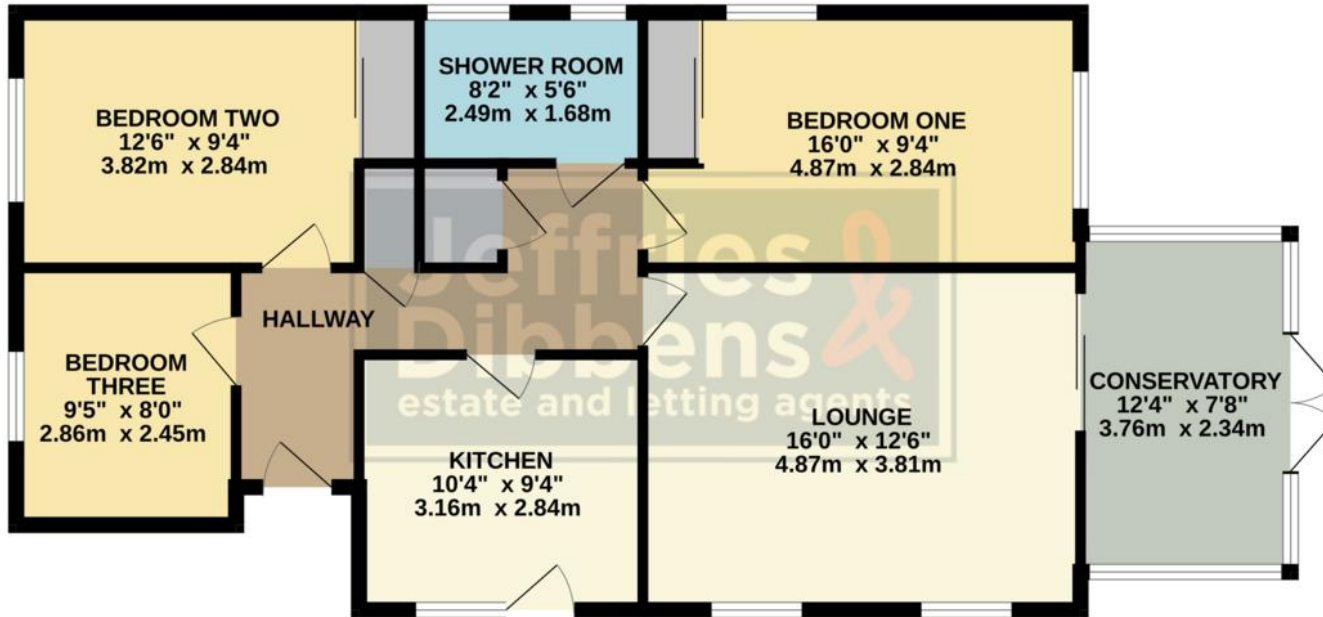 BEDROOM TWO
12'6" x 9'4"
3.82m x 2.84m
SHOWER ROOM
8'2" x 5'6"
2.49m x 1.68m
BEDROOM ONE
16'0" x 9'4"
4.87m x 2.84m
HALLWAY
BEDROOM
THREE
9'5" x 8'0"
2.86m x 2.45m
KITCHEN
10'4" x 9'4"
3.16m x 2.84m
LOUNGE
16'0" x 12'6"
4.87m x 3.81m
CONSERVATORY
12'4" x 7'8"
3.76m x 2.34m
Jeffries &
Dibbens
estate and letting agents